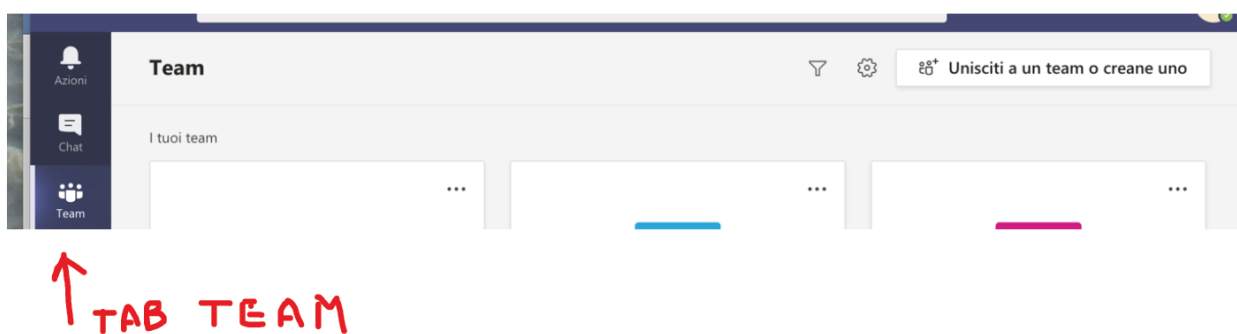 Azioni
Team
Unisciti a un team o creane uno
Chat
I tuoi team
Team
TAB TEAM